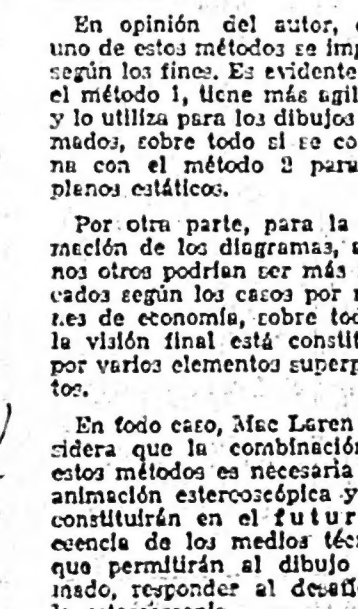 En opinión del autor,
uno de estos métodos se imp
según los fines. Es evidente
el método 1, tiene más agil
y lo utiliza para los dibujos
mados, sobre todo si se co
na con el método 2 para
planos estáticos.
Por otra parte, para la
mación de los diagramas, a
nos otros podrían ser más
cados según los casos por r
nes de economía, sobre tod
la visión final está constit
por varios elementos superp
tos.
En todo caso, Mac Laren
sidera que la combinación
estos métodos es necesaria
animación estereoscópica y
constituirán en el futur
esencia de los medios téc
que permitirán al dibujo
mado, responder al desafí